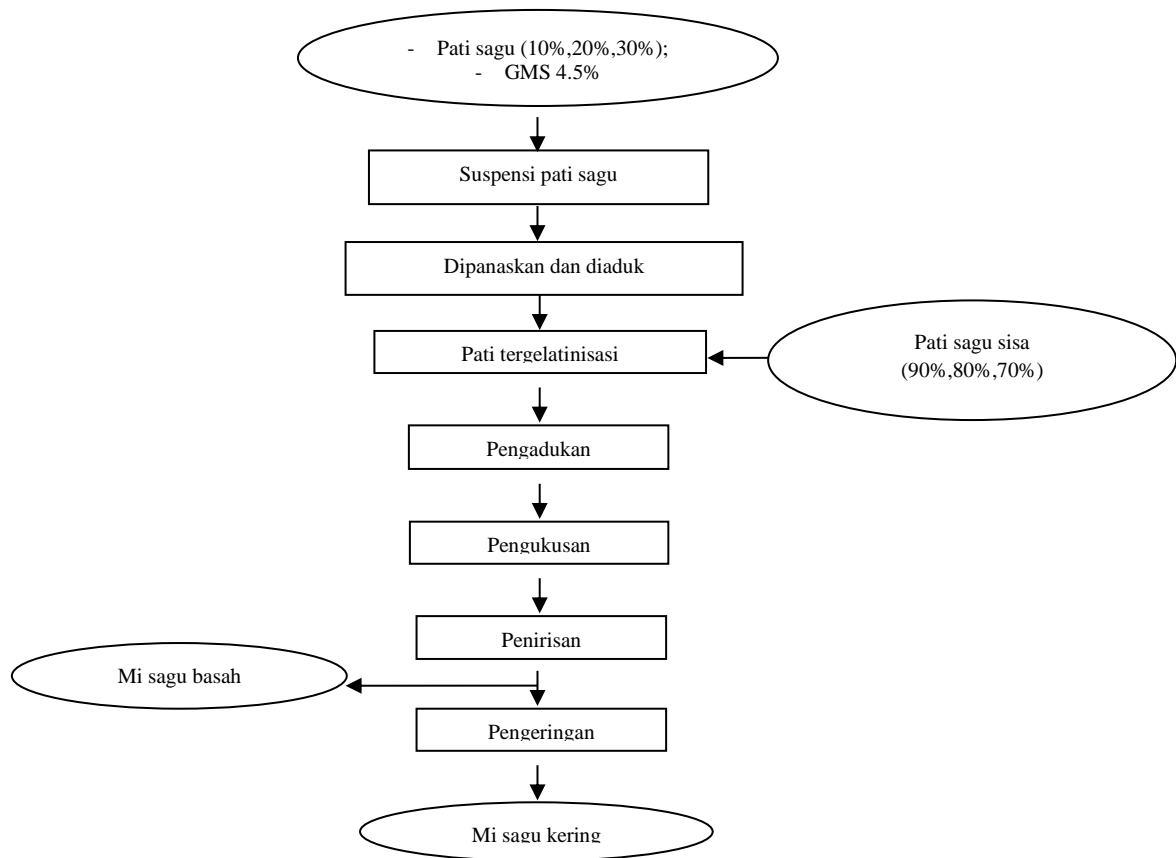 - Pati sagu (10%,20%,30%);
- GMS 4.5%
Suspensi pati sagu
Dipanaskan dan diaduk
Pati tergelatinisasi
Pati sagu sisa
(90%,80%,70%)
Pengadukan
Pengukusan
Penirisan
Mi sagu basah
Pengeringan
Mi sagu kering